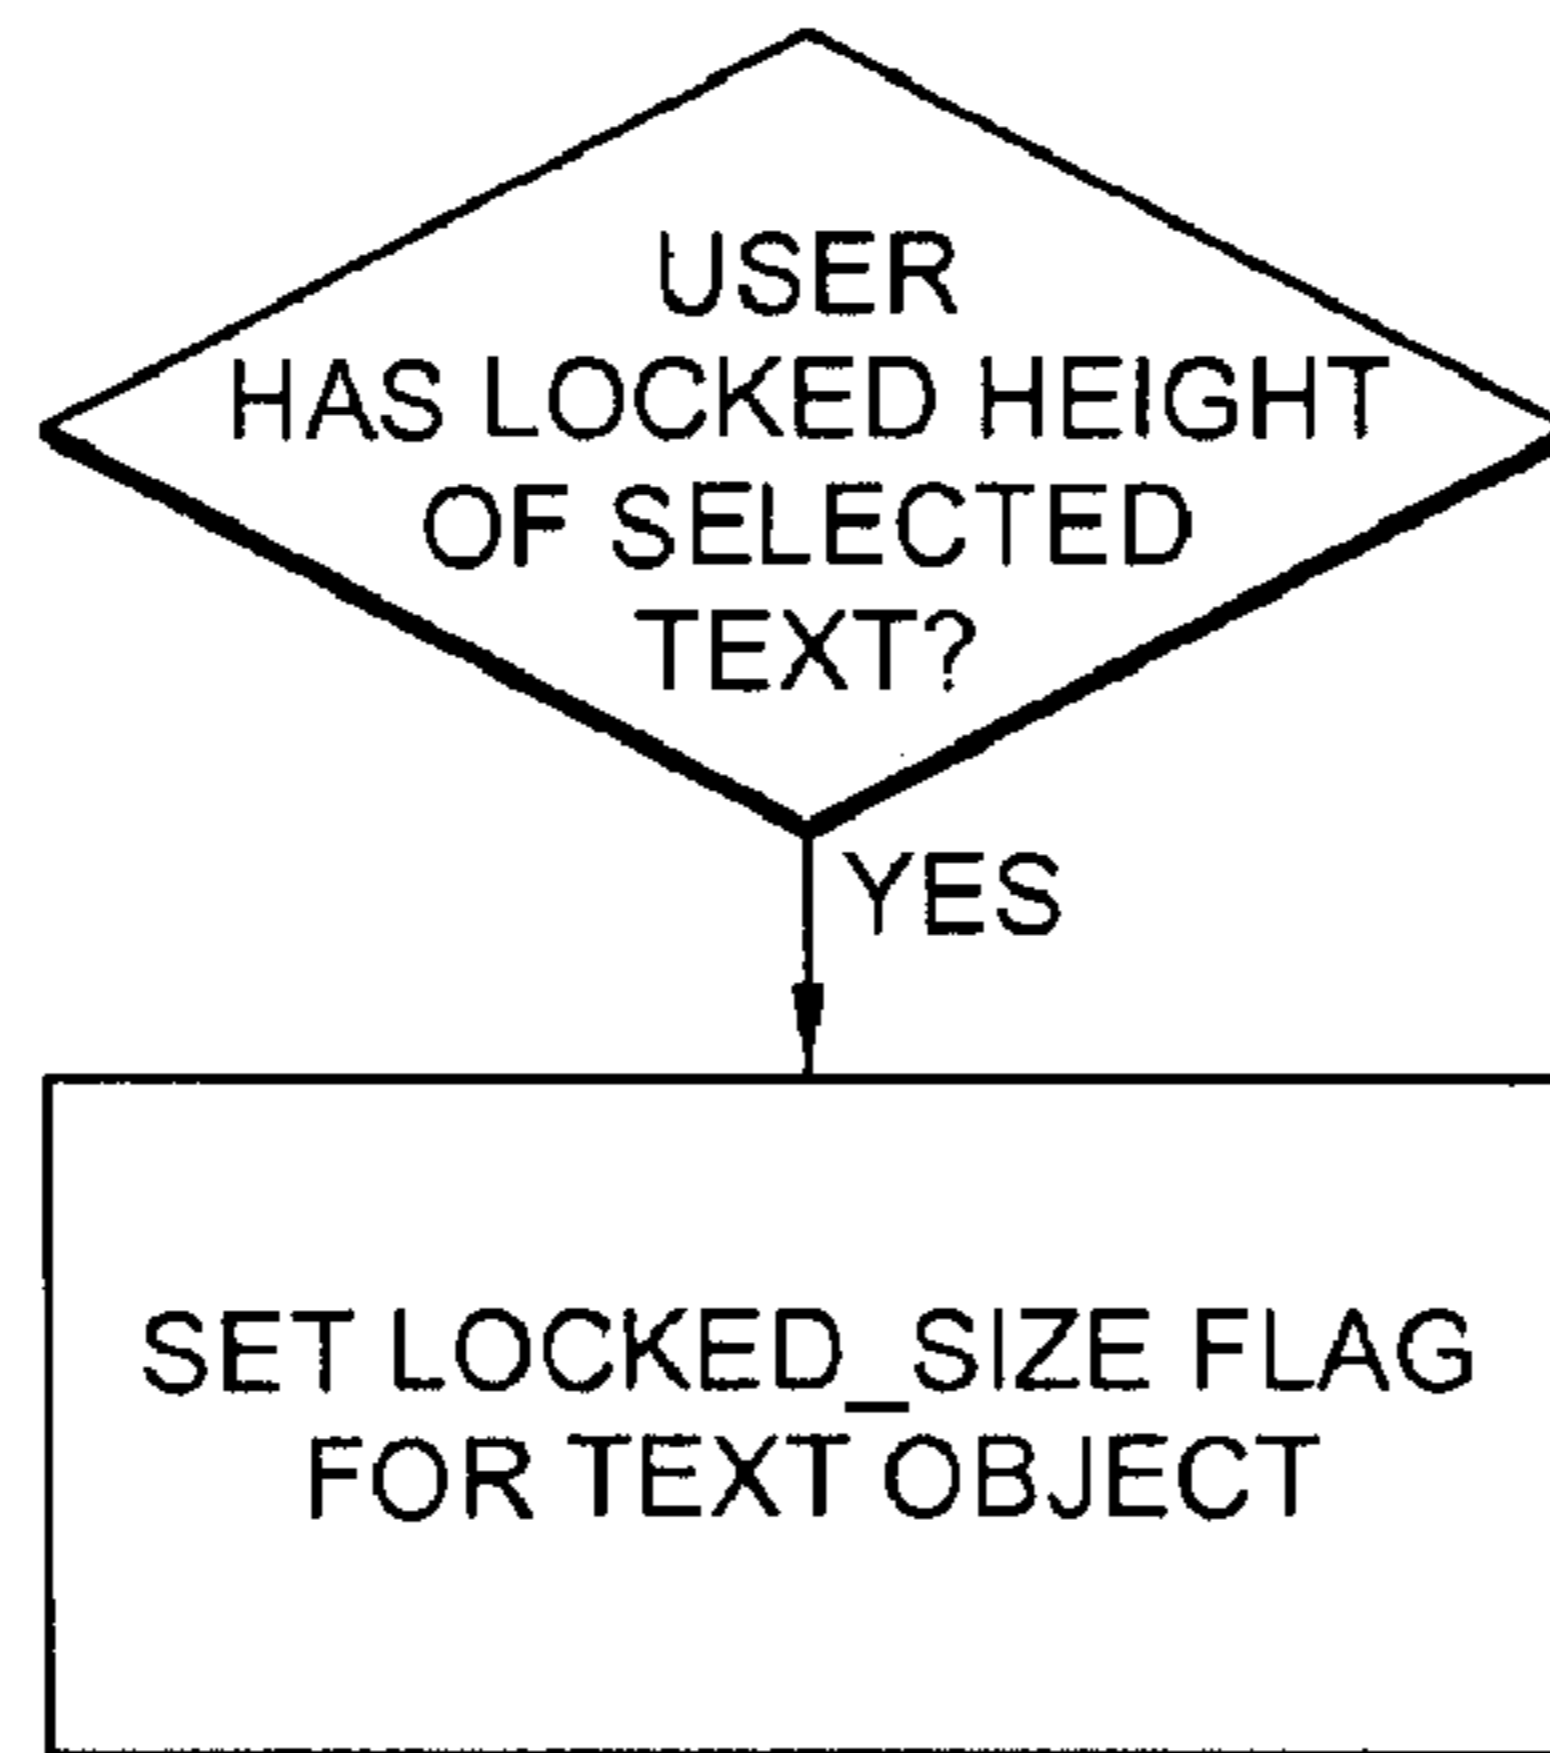 USER
HAS LOCKED HEIGHT
OF SELECTED
TEXT?
YES
SET LOCKED_SIZE FLAG
FOR TEXT OBJECT